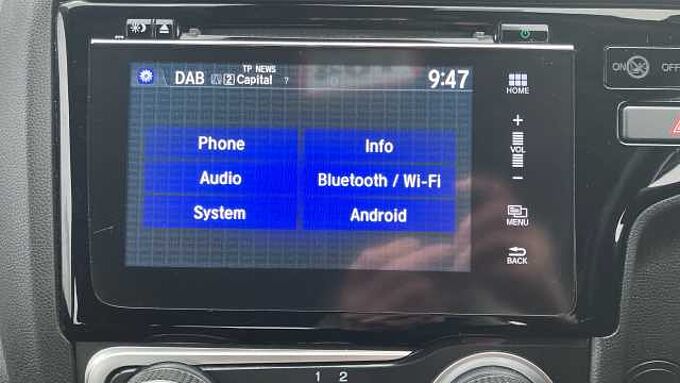 TP NEWS
DAB 2 Capital ? 9:47
HOME
ON OFF
Phone Info
+
VOL
-
Audio Bluetooth / Wi-Fi
System Android
MENU
BACK
1 2